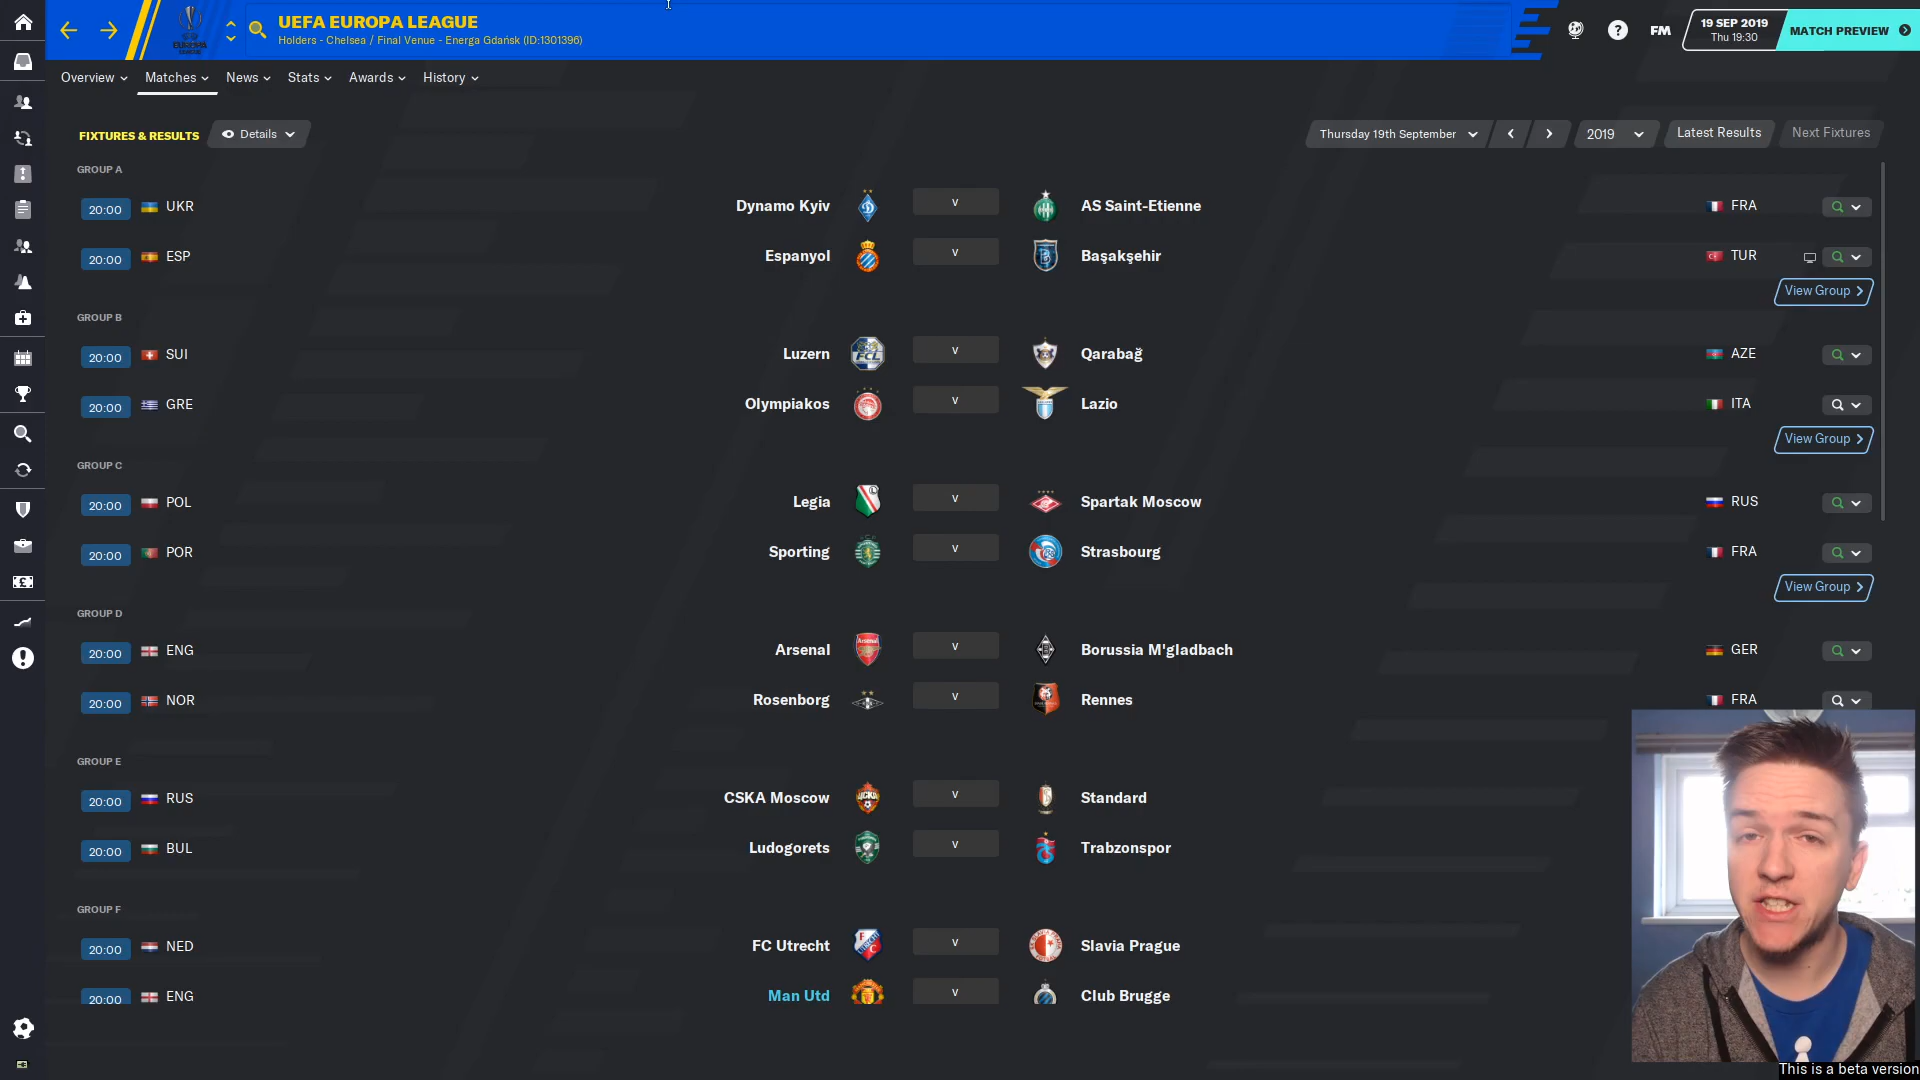 UEFA EUROPA LEAGUE
Holders - Chelsea / Final Venue - Energa Gdańsk (ID:1301396)
FM
19 SEP 2019
Thu 19:30
MATCH PREVIEW
Overview
Matches
News
Stats
Awards
History
FIXTURES & RESULTS
Details
Thursday 19th September
2019
Latest Results
Next Fixtures
GROUP A
20:00 UKR Dynamo Kyiv v AS Saint-Etienne FRA
20:00 ESP Espanyol v Başakşehir TUR
View Group
GROUP B
20:00 SUI Luzern v Qarabağ AZE
20:00 GRE Olympiakos v Lazio ITA
View Group
GROUP C
20:00 POL Legia v Spartak Moscow RUS
20:00 POR Sporting v Strasbourg FRA
View Group
GROUP D
20:00 ENG Arsenal v Borussia M'gladbach GER
20:00 NOR Rosenborg v Rennes FRA
GROUP E
20:00 RUS CSKA Moscow v Standard
20:00 BUL Ludogorets v Trabzonspor
GROUP F
20:00 NED FC Utrecht v Slavia Prague
20:00 ENG Man Utd v Club Brugge
This is a beta version